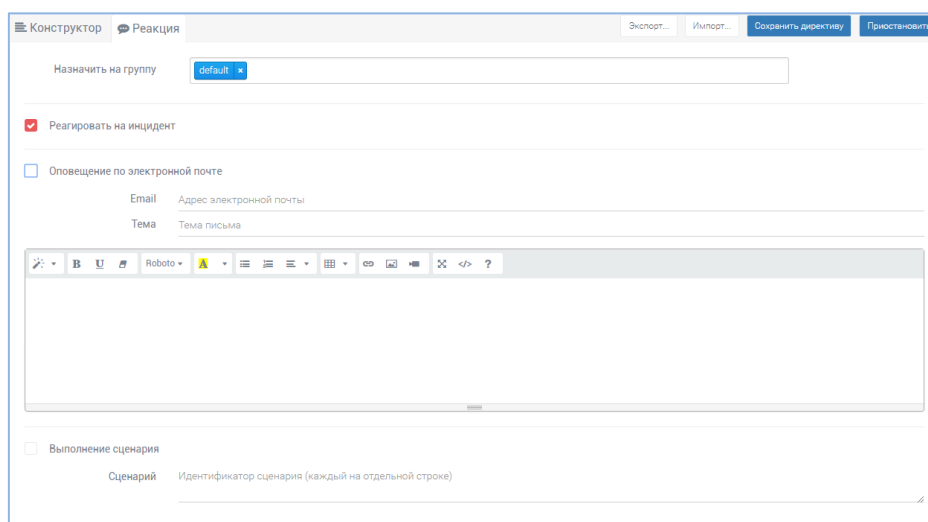 Конструктор Реакция Экспорт... Импорт... Сохранить директиву Приостановить
Назначить на группу default ×
Реагировать на инцидент
Оповещение по электронной почте
Email Адрес электронной почты
Тема Тема письма
B U Roboto A </> ?
Выполнение сценария
Сценарий Идентификатор сценария (каждый на отдельной строке)